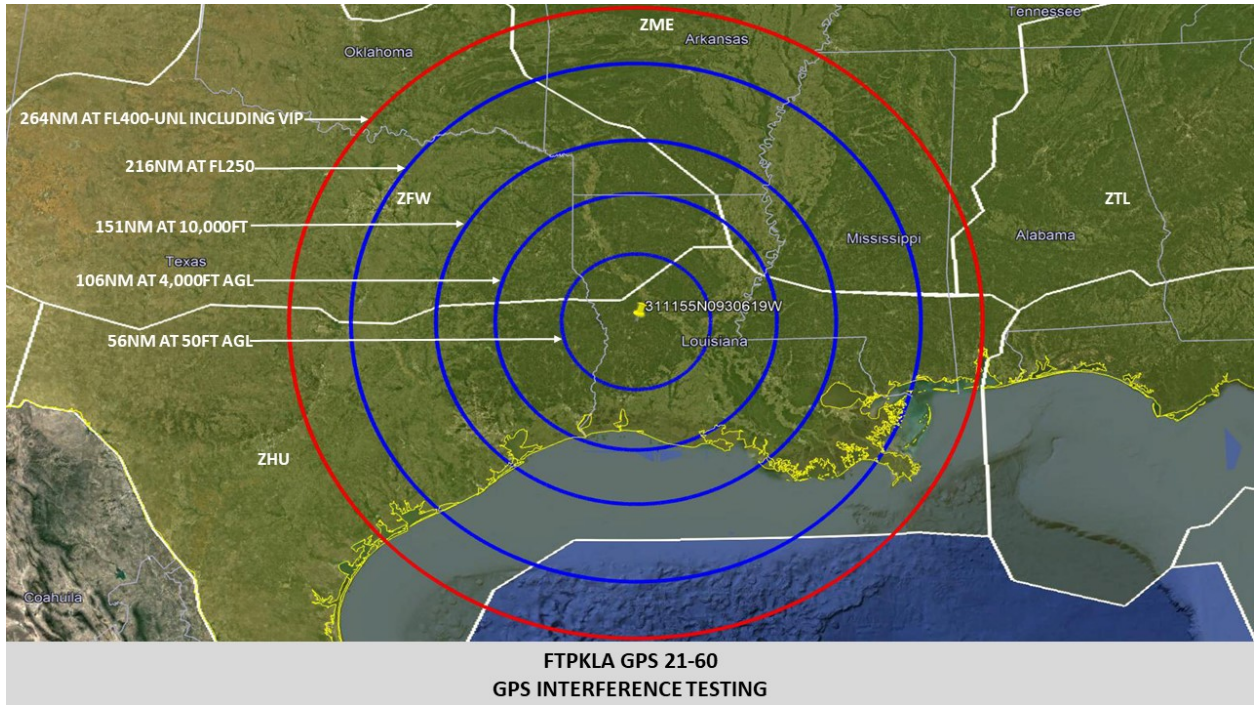 Tennessee
ZME
Arkansas
Oklahoma
264NM AT FL400-UNL INCLUDING VIP
216NM AT FL250
ZFW
ZTL
151NM AT 10,000FT
Mississippi
Alabama
Texas
106NM AT 4,000FT AGL
311155N0930619W
56NM AT 50FT AGL
Louisiana
ZHU
Coahuila
FTPKLA GPS 21-60
GPS INTERFERENCE TESTING